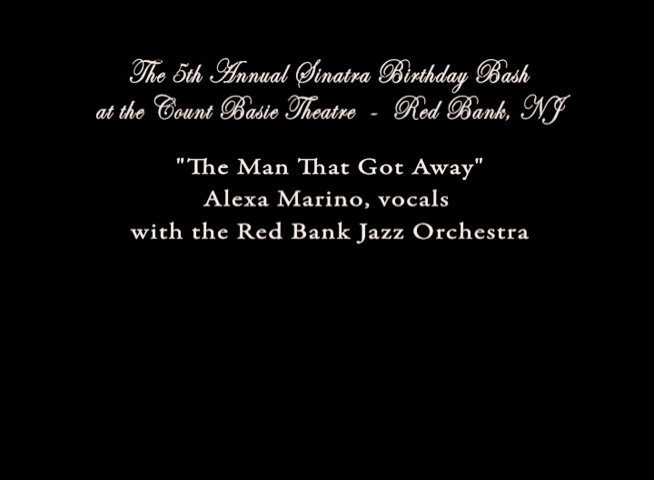 The 5th Annual Sinatra Birthday Bash
at the Count Basie Theatre - Red Bank, NJ
"The Man That Got Away"
Alexa Marino, vocals
with the Red Bank Jazz Orchestra